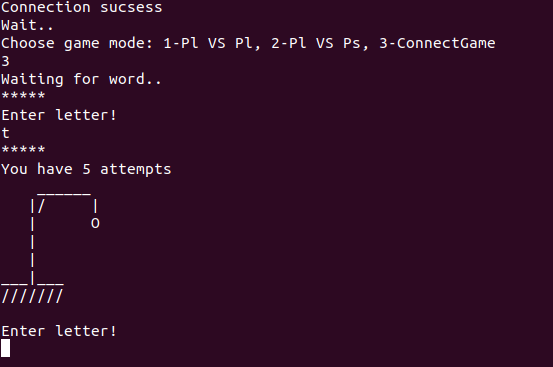 Connection sucsess
Wait..
Choose game mode: 1-Pl VS Pl, 2-Pl VS Ps, 3-ConnectGame
3
Waiting for word..
*****
Enter letter!
t
*****
You have 5 attempts
    ______
   |/     |
   |      O
   |
   |
___|___
///////

Enter letter!